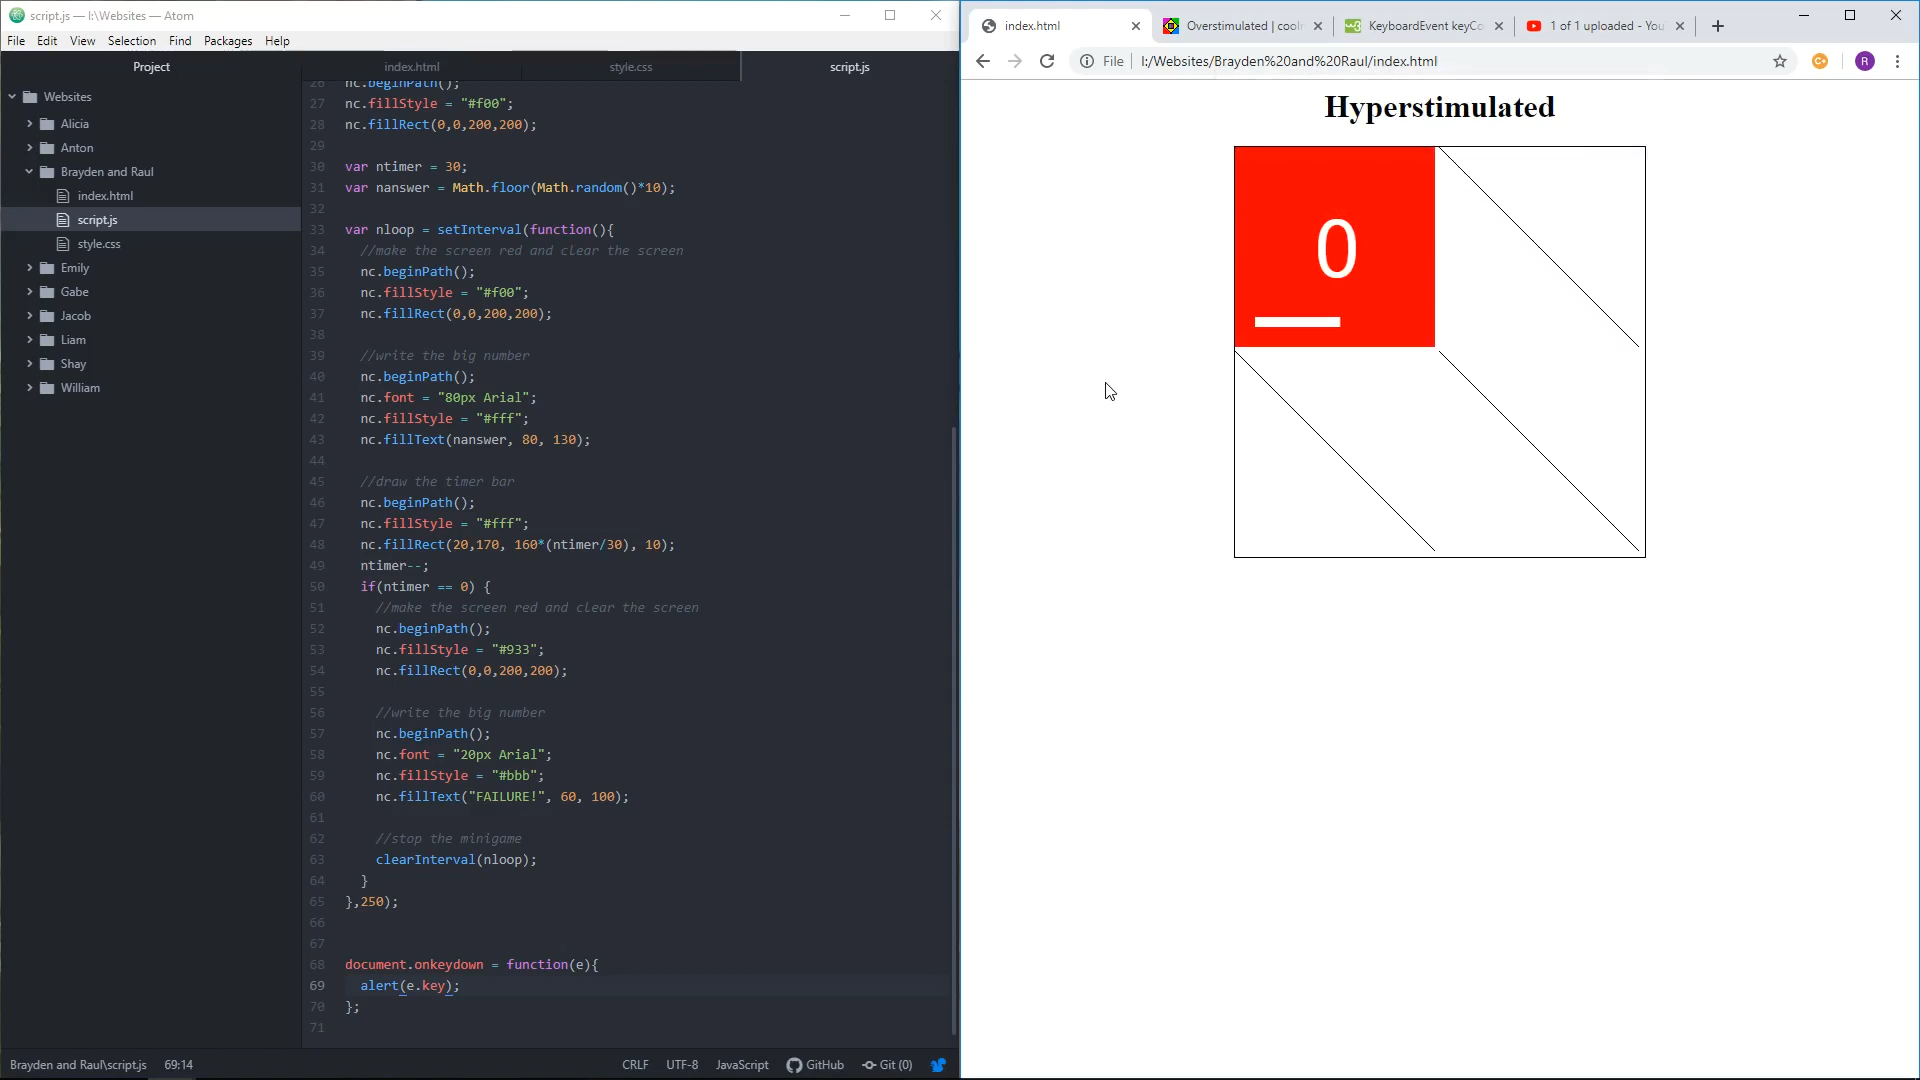 script.js — I:\Websites — Atom
File Edit View Selection Find Packages Help
Project
Websites
Alicia
Anton
Brayden and Raul
index.html
script.js
style.css
Emily
Gabe
Jacob
Liam
Shay
William
index.html style.css script.js
26 nc.beginPath();
27 nc.fillStyle = "#f00";
28 nc.fillRect(0,0,200,200);
29
30 var ntimer = 30;
31 var nanswer = Math.floor(Math.random()*10);
32
33 var nloop = setInterval(function(){
34 //make the screen red and clear the screen
35 nc.beginPath();
36 nc.fillStyle = "#f00";
37 nc.fillRect(0,0,200,200);
38
39 //write the big number
40 nc.beginPath();
41 nc.font = "80px Arial";
42 nc.fillStyle = "#fff";
43 nc.fillText(nanswer, 80, 130);
44
45 //draw the timer bar
46 nc.beginPath();
47 nc.fillStyle = "#fff";
48 nc.fillRect(20,170, 160*(ntimer/30), 10);
49 ntimer--;
50 if(ntimer == 0) {
51 //make the screen red and clear the screen
52 nc.beginPath();
53 nc.fillStyle = "#933";
54 nc.fillRect(0,0,200,200);
55
56 //write the big number
57 nc.beginPath();
58 nc.font = "20px Arial";
59 nc.fillStyle = "#bbb";
60 nc.fillText("FAILURE!", 60, 100);
61
62 //stop the minigame
63 clearInterval(nloop);
64 }
65 },250);
66
67
68 document.onkeydown = function(e){
69 alert(e.key);
70 };
71
Brayden and Raul\script.js 69:14 CRLF UTF-8 JavaScript GitHub Git (0)
index.html Overstimulated | cool KeyboardEvent keyCo 1 of 1 uploaded - You
File I:/Websites/Brayden%20and%20Raul/index.html R
Hyperstimulated
0